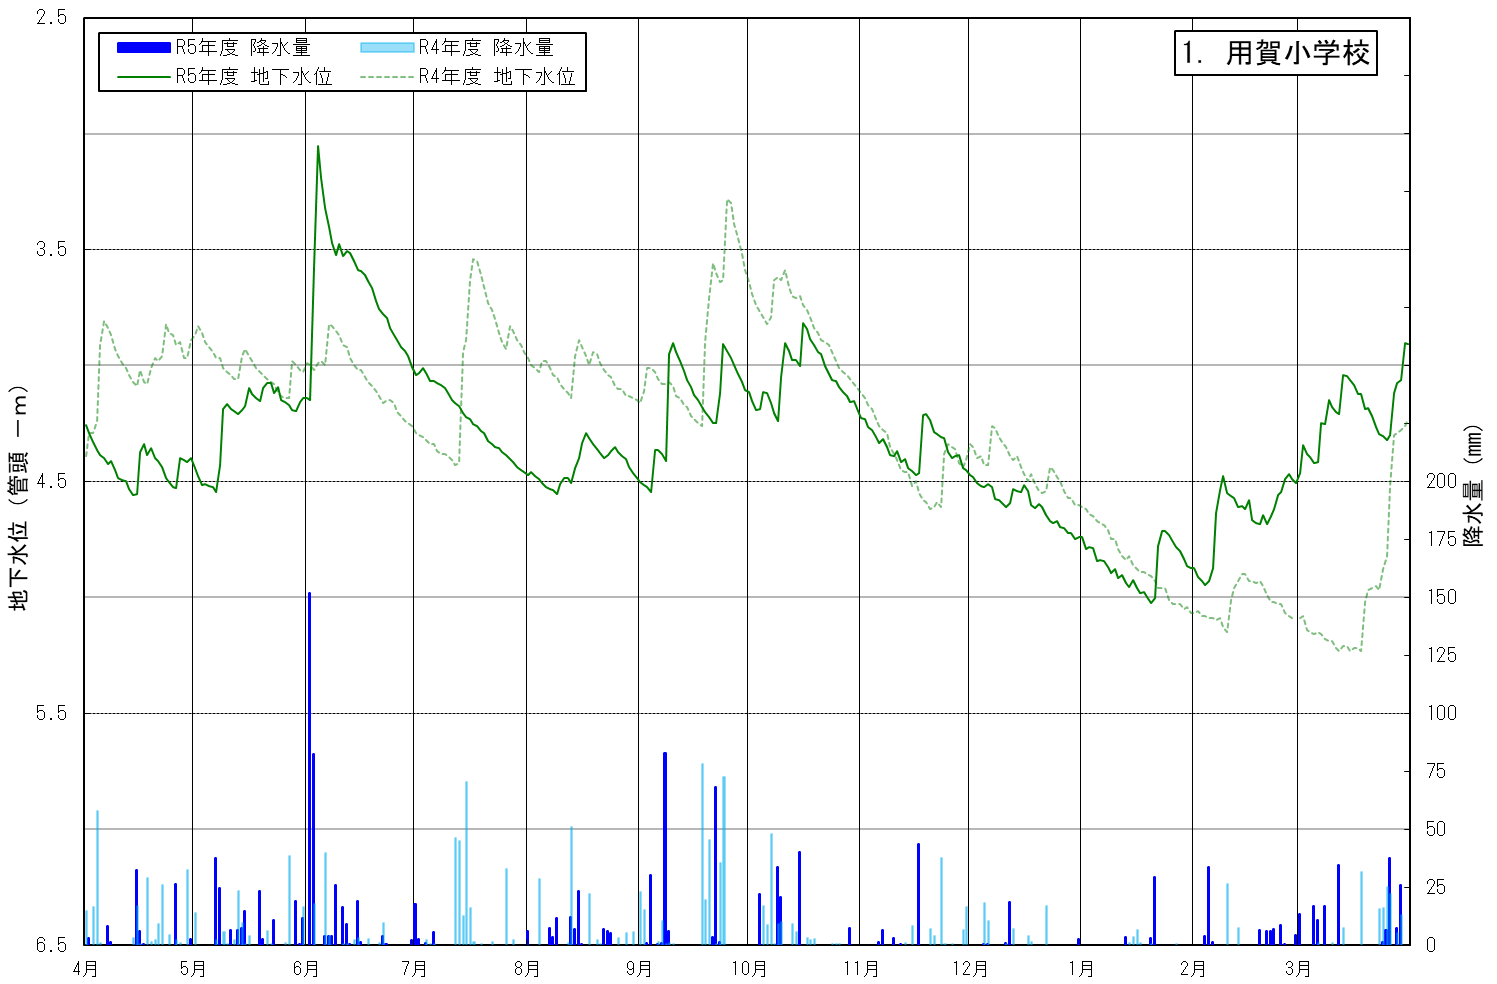 1. 用賀小学校
R5年度 降水量
R4年度 降水量
R5年度 地下水位
R4年度 地下水位
地下水位（管頭 －ｍ）
2.5
3.5
4.5
5.5
6.5
降水量（㎜）
200
175
150
125
100
75
50
25
0
4月 5月 6月 7月 8月 9月 10月 11月 12月 1月 2月 3月